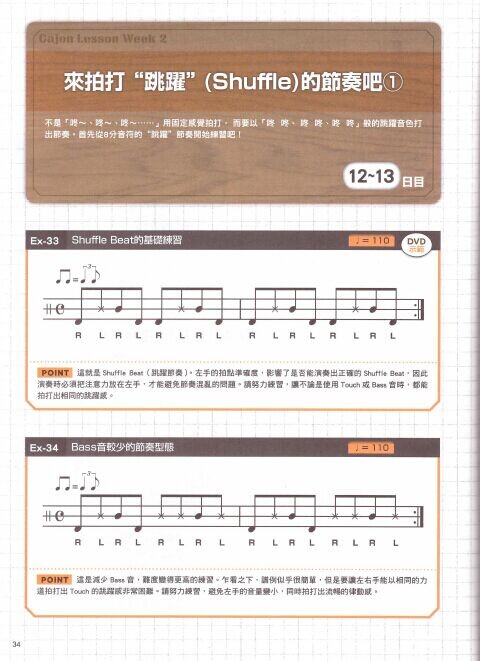 Cajon Lesson Week 2
來拍打“跳躍”(Shuffle)的節奏吧①
不是「咚～、咚～、咚～……」用固定感覺拍打，而要以「咚 咚、咚 咚、咚 咚」般的跳躍音色打
出節奏。首先從8分音符的“跳躍”節奏開始練習吧！
12~13日目
Ex-33 Shuffle Beat的基礎練習 ♩=110 DVD
示範
3
R L R L R L R L R L R L R L R L
POINT 這就是 Shuffle Beat（跳躍節奏）。左手的拍點準確度，影響了是否能演奏出正確的 Shuffle Beat，因此
演奏時必須把注意力放在左手，才能避免節奏混亂的問題。請努力練習，讓不論是使用 Touch 或 Bass 音時，都能
拍打出相同的跳躍感。
Ex-34 Bass音較少的節奏型態 ♩=110
3
R L R L R L R L R L R L R L R L
POINT 這是減少 Bass 音，難度變得更高的練習。乍看之下，譜例似乎很簡單，但是要讓左右手能以相同的力
道拍打出 Touch 的跳躍感非常困難。請努力練習，避免左手的音量變小，同時拍打出流暢的律動感。
34